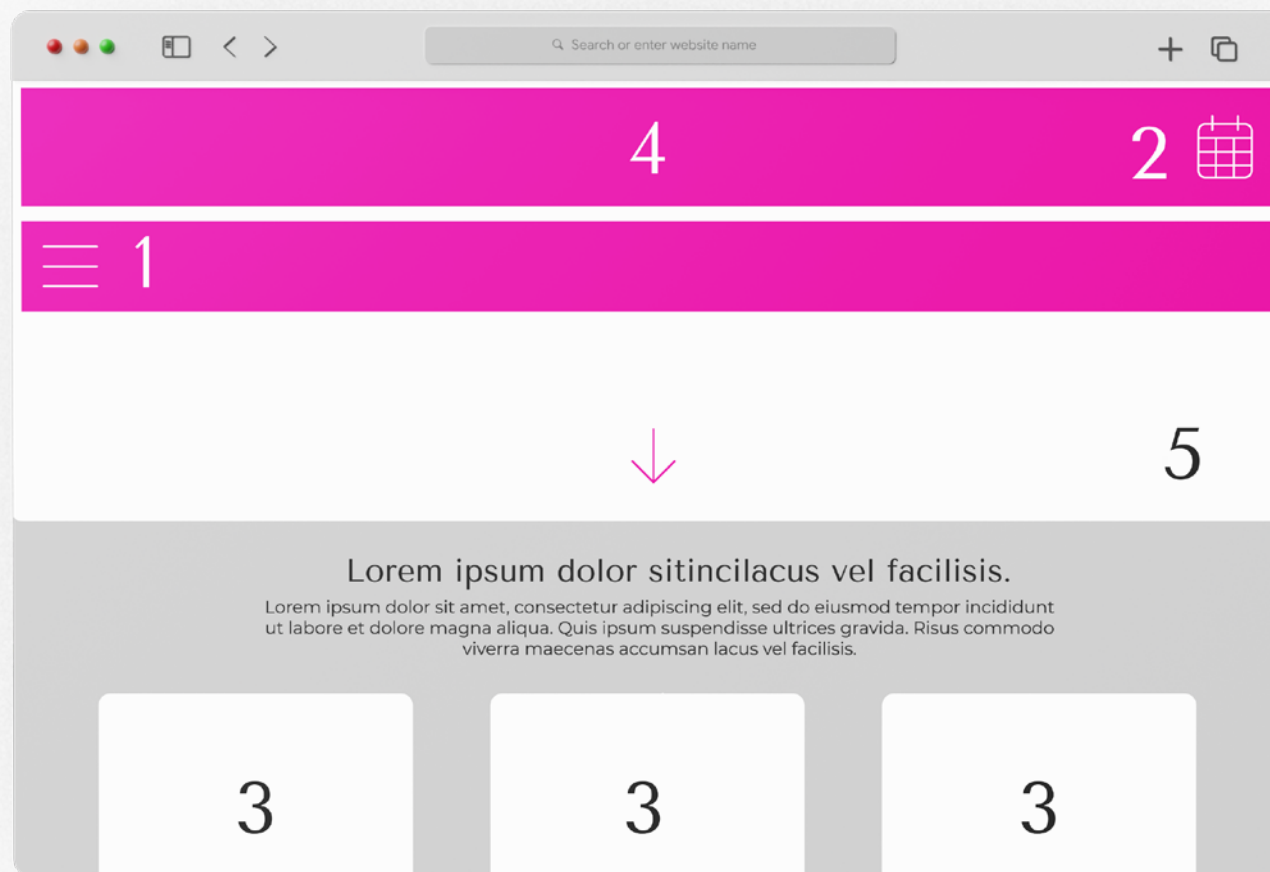 Search or enter website name
4
2
1
5
Lorem ipsum dolor sitincilacus vel facilisis.
Lorem ipsum dolor sit amet, consectetur adipiscing elit, sed do eiusmod tempor incididunt
ut labore et dolore magna aliqua. Quis ipsum suspendisse ultrices gravida. Risus commodo
viverra maecenas accumsan lacus vel facilisis.
3 3 3